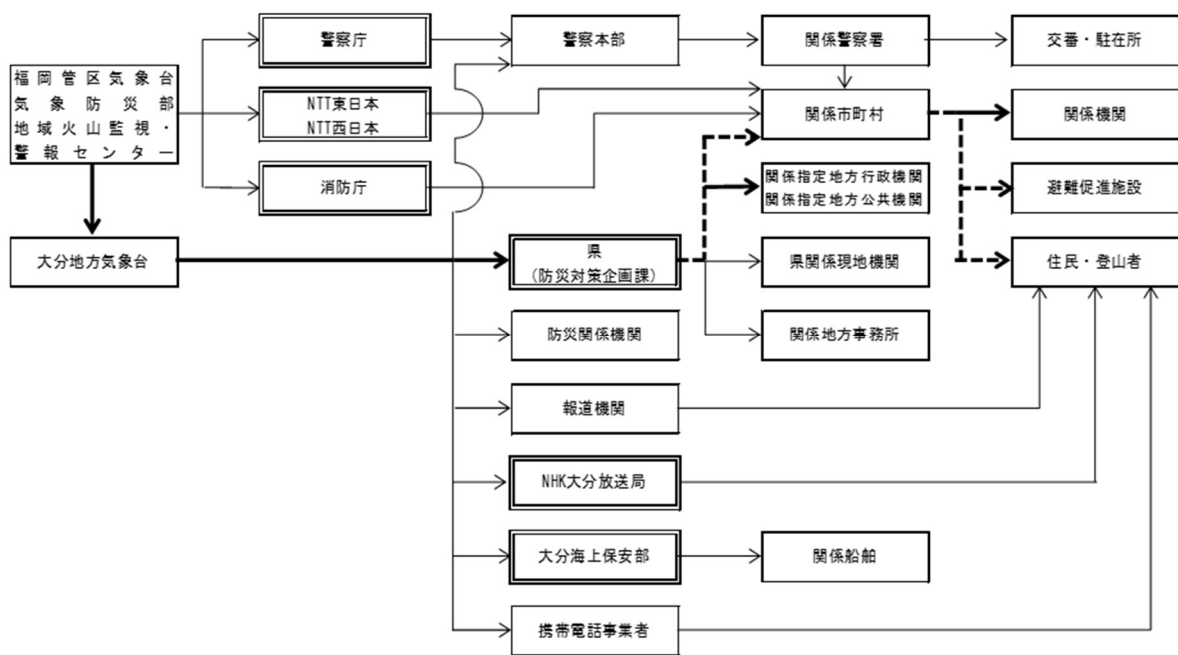 警察庁
警察本部
関係警察署
交番・駐在所
福岡管区気象台
気象防災部
地域火山監視・
警報センター
NTT東日本
NTT西日本
関係市町村
関係機関
消防庁
関係指定地方行政機関
関係指定地方公共機関
避難促進施設
大分地方気象台
県
(防災対策企画課)
県関係現地機関
住民・登山者
防災関係機関
関係地方事務所
報道機関
NHK大分放送局
大分海上保安部
関係船舶
携帯電話事業者